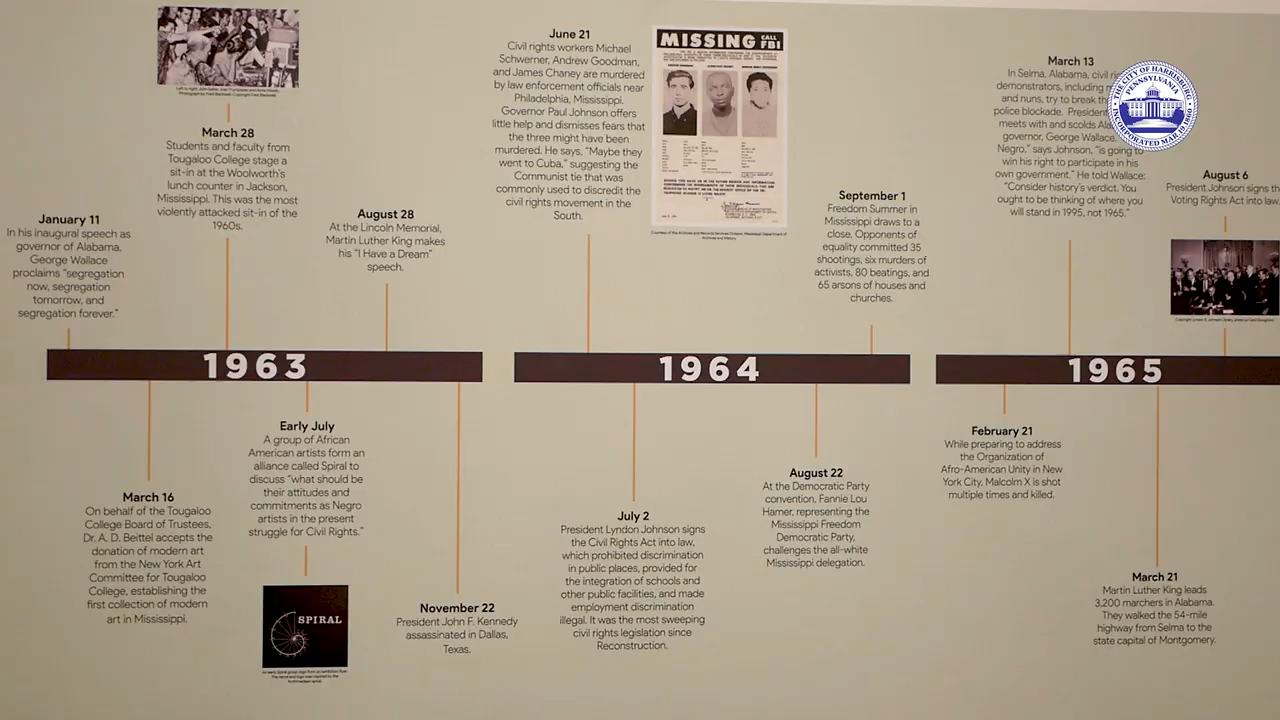 January 11
In his inaugural speech as
governor of Alabama,
George Wallace
proclaims “segregation
now, segregation
tomorrow, and
segregation forever.”
March 28
Students and faculty from
Tougaloo College stage a
sit-in at the Woolworth’s
lunch counter in Jackson,
Mississippi. This was the most
violently attacked sit-in of the
1960s.
August 28
At the Lincoln Memorial,
Martin Luther King makes
his “I Have a Dream”
speech.
1963
March 16
On behalf of the Tougaloo
College Board of Trustees,
Dr. A. D. Beittel accepts the
donation of modern art
from the New York Art
Committee for Tougaloo
College, establishing the
first collection of modern
art in Mississippi.
Early July
A group of African
American artists form an
alliance called Spiral to
discuss “what should be
their attitudes and
commitments as Negro
artists in the present
struggle for Civil Rights.”
SPIRAL
November 22
President John F. Kennedy
assassinated in Dallas,
Texas.
June 21
Civil rights workers Michael
Schwerner, Andrew Goodman,
and James Chaney are murdered
by law enforcement officials near
Philadelphia, Mississippi.
Governor Paul Johnson offers
little help and dismisses fears that
the three might have been
murdered. He says, “Maybe they
went to Cuba,” suggesting the
Communist tie that was
commonly used to discredit the
civil rights movement in the
South.
MISSING CALL FBI
September 1
Freedom Summer in
Mississippi draws to a
close. Opponents of
equality committed 35
shootings, six murders of
activists, 80 beatings, and
65 arsons of houses and
churches.
1964
July 2
President Lyndon Johnson signs
the Civil Rights Act into law,
which prohibited discrimination
in public places, provided for
the integration of schools and
other public facilities, and made
employment discrimination
illegal. It was the most sweeping
civil rights legislation since
Reconstruction.
August 22
At the Democratic Party
convention, Fannie Lou
Hamer, representing the
Mississippi Freedom
Democratic Party,
challenges the all-white
Mississippi delegation.
March 13
In Selma, Alabama, civil
demonstrators, including
and nuns, try to break
police blockade.
meets with and scolds
governor, George Wallace.
Negro,” says Johnson, “is going
win his right to participate in his
own government.” He told Wallace:
“Consider history’s verdict. You
ought to be thinking of where you
will stand in 1995, not 1965.”
THE CITY OF HARRISBURG
PENNSYLVANIA
August 6
President Johnson signs the
Voting Rights Act into law.
1965
February 21
While preparing to address
the Organization of
Afro-American Unity in New
York City, Malcolm X is shot
multiple times and killed.
March 21
Martin Luther King leads
3,200 marchers in Alabama.
They walked the 54-mile
highway from Selma to the
state capital of Montgomery.